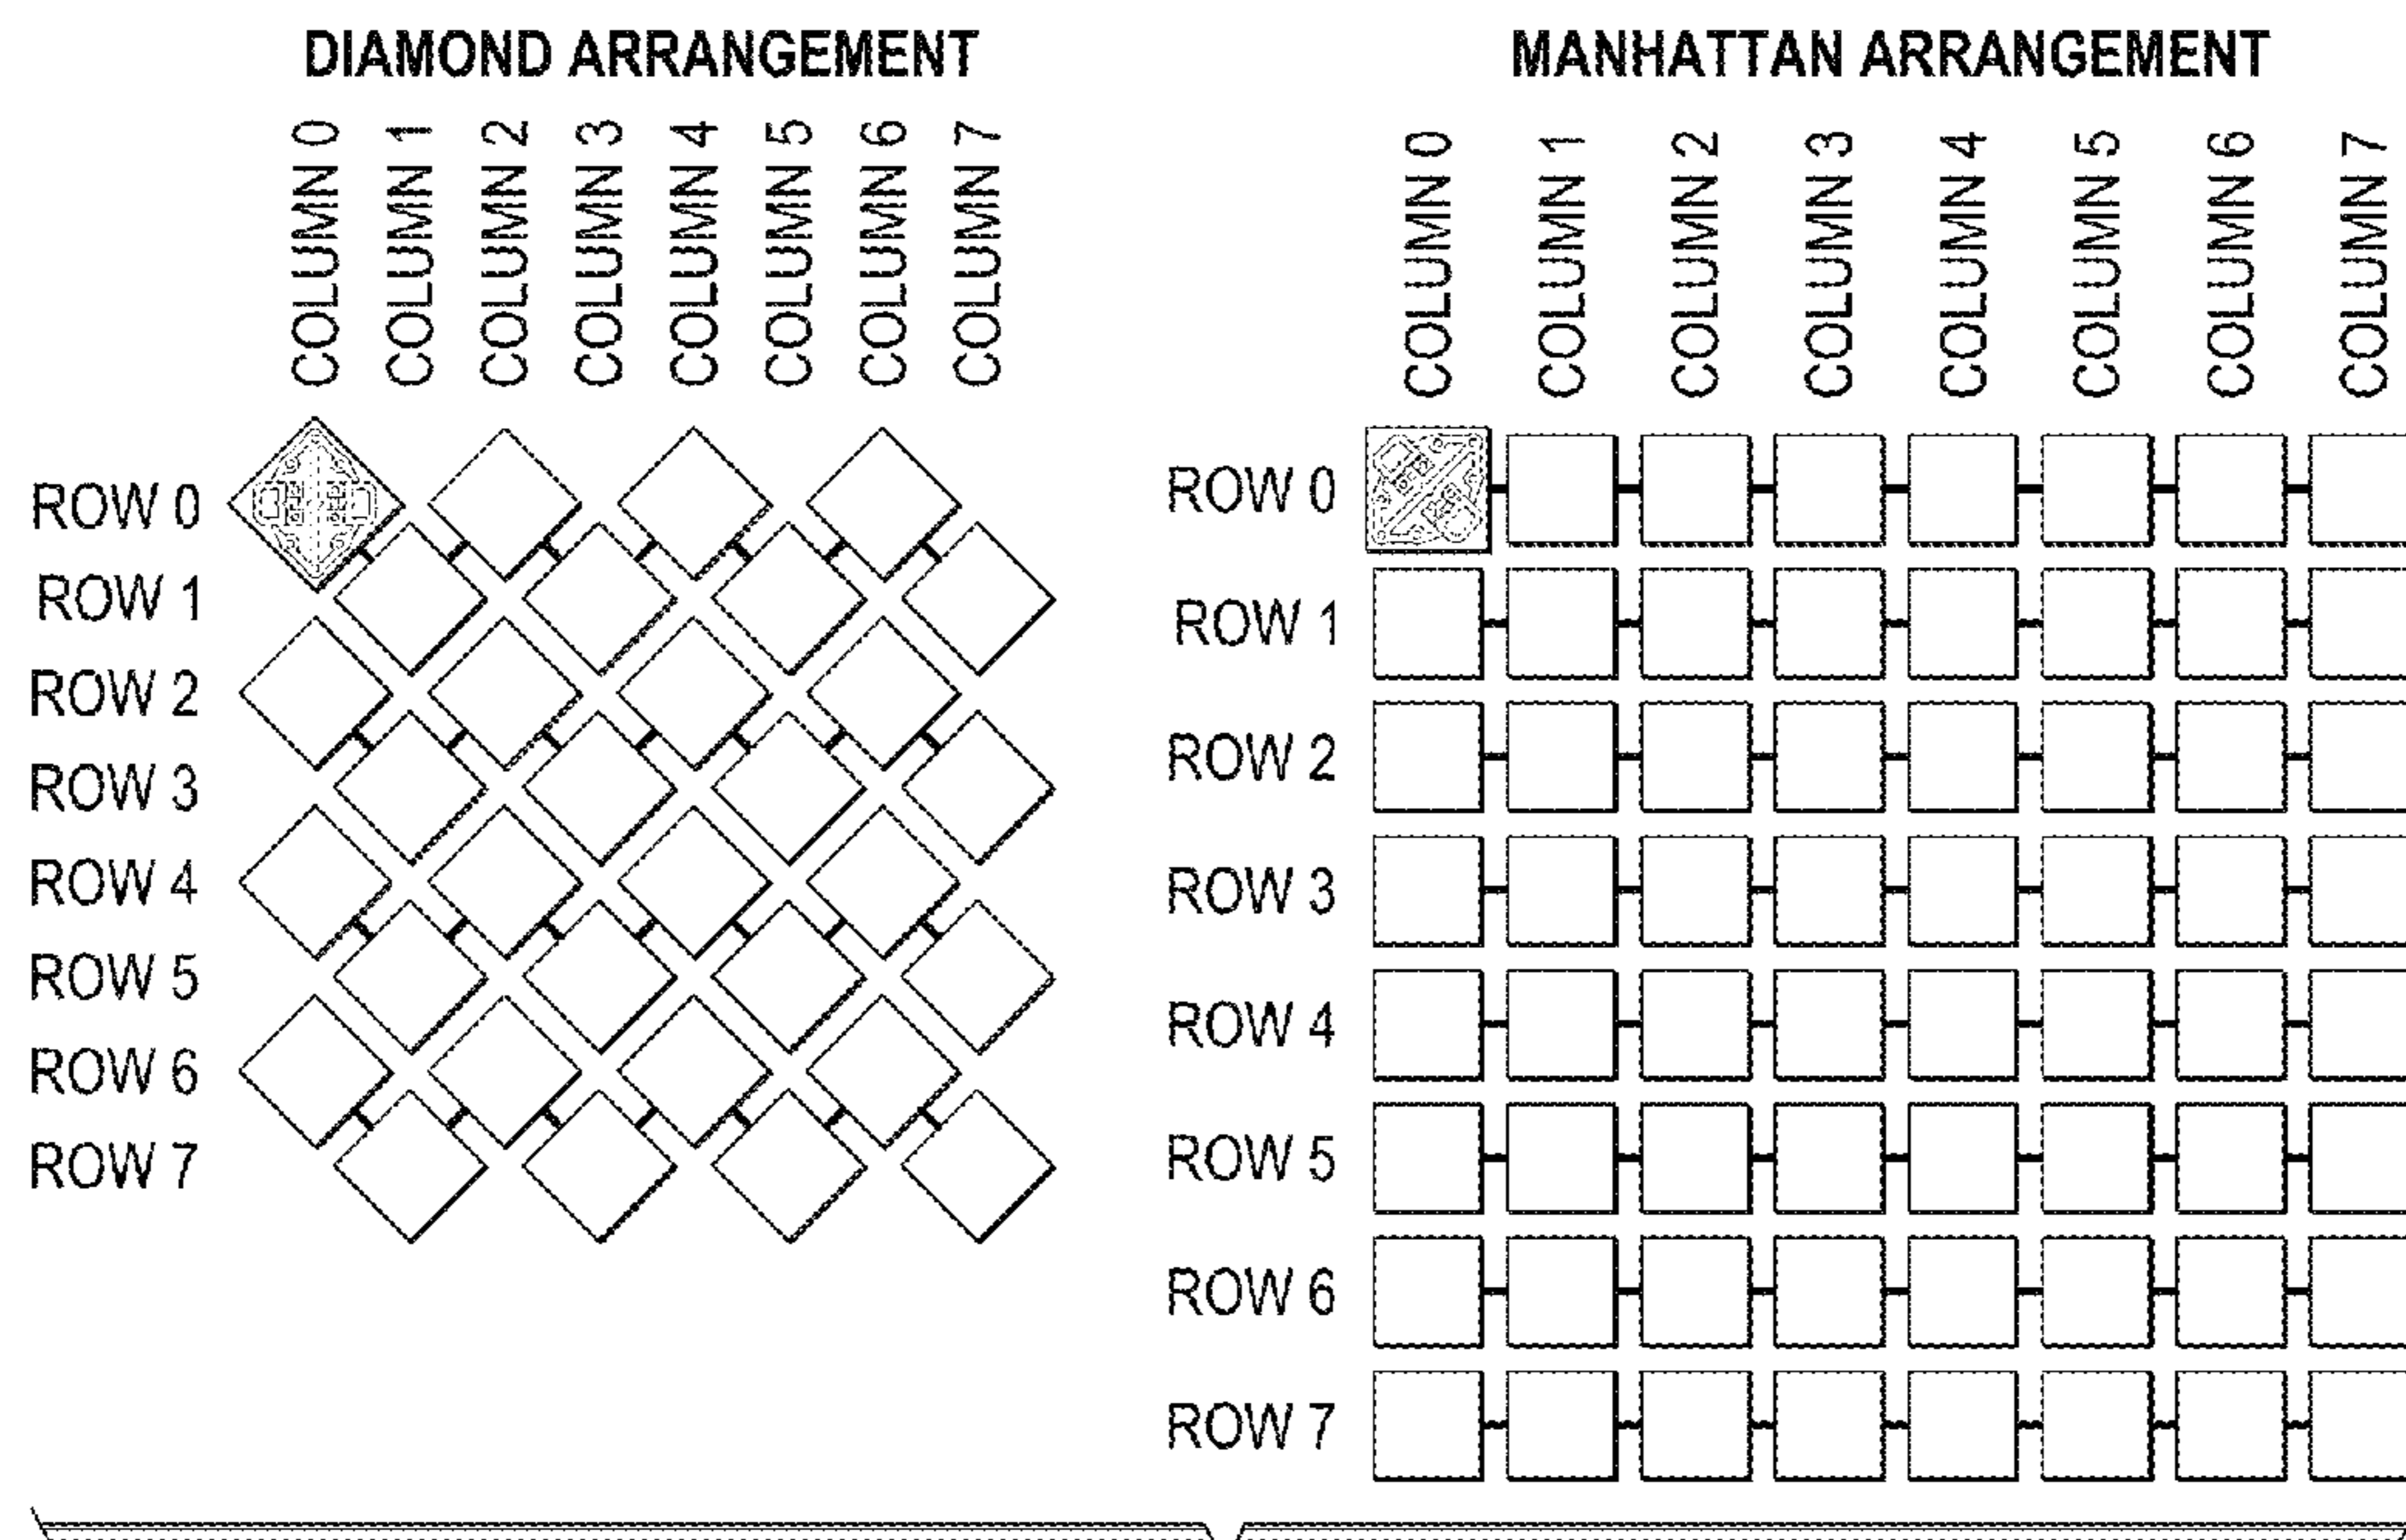 DIAMOND ARRANGEMENT
COLUMN 0
COLUMN 1
COLUMN 2
COLUMN 3
COLUMN 4
COLUMN 5
COLUMN 6
COLUMN 7
ROW 0
ROW 1
ROW 2
ROW 3
ROW 4
ROW 5
ROW 6
ROW 7
MANHATTAN ARRANGEMENT
COLUMN 0
COLUMN 1
COLUMN 2
COLUMN 3
COLUMN 4
COLUMN 5
COLUMN 6
COLUMN 7
ROW 0
ROW 1
ROW 2
ROW 3
ROW 4
ROW 5
ROW 6
ROW 7